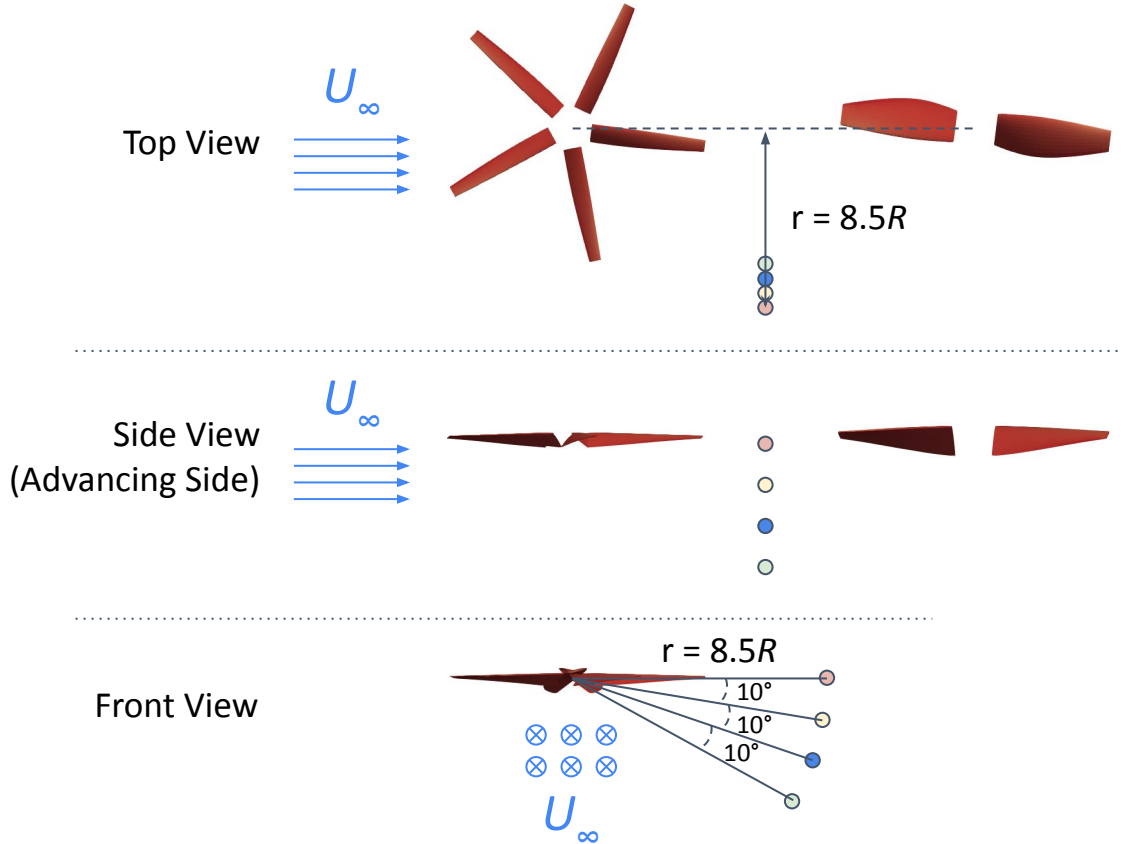 U∞
Top View
r = 8.5R
U∞
Side View
(Advancing Side)
r = 8.5R
10°
Front View
10°
10°
U∞